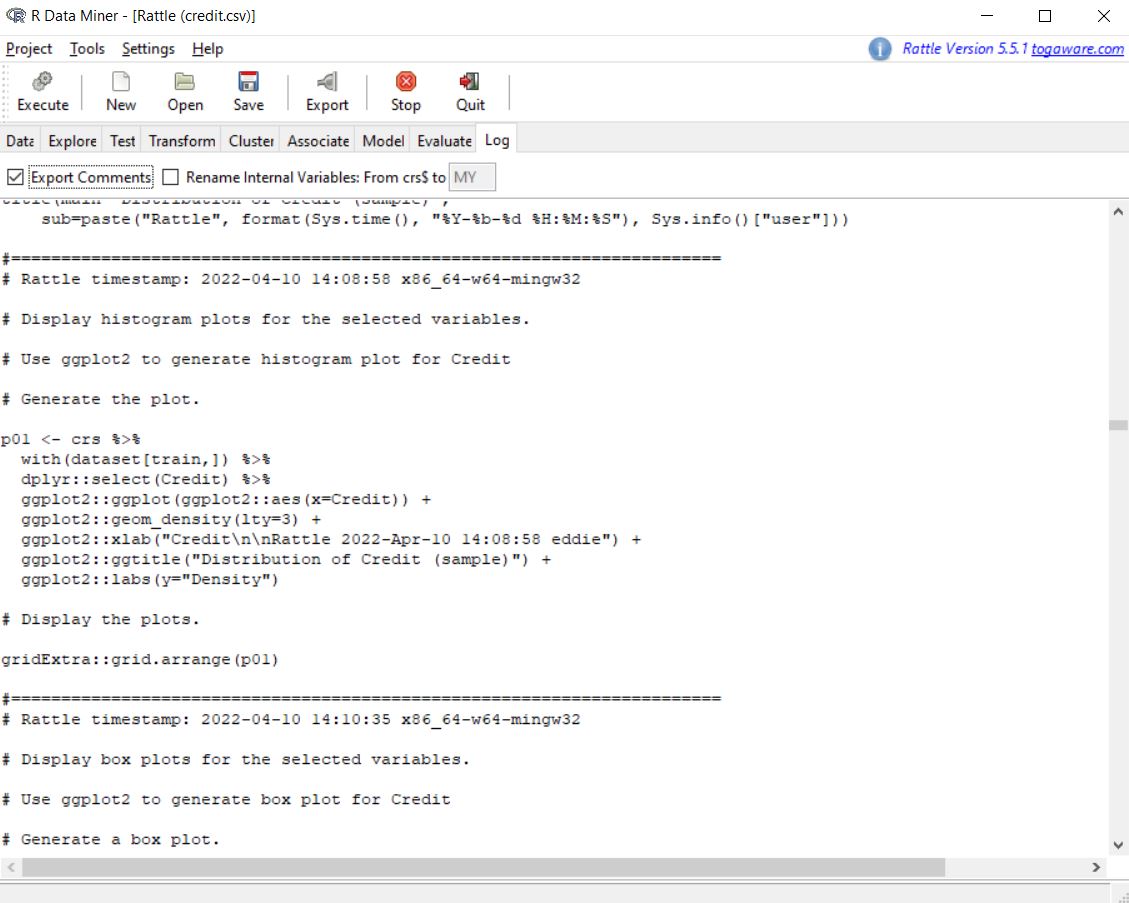 R Data Miner - [Rattle (credit.csv)]
Project Tools Settings Help
Rattle Version 5.5.1 togaware.com
Execute New Open Save Export Stop Quit
Data Explore Test Transform Cluster Associate Model Evaluate Log
Export Comments Rename Internal Variables: From crs$ to MY
title(main="Distribution of Credit (sample)",
    sub=paste("Rattle", format(Sys.time(), "%Y-%b-%d %H:%M:%S"), Sys.info()["user"]))
#=======================================================================
# Rattle timestamp: 2022-04-10 14:08:58 x86_64-w64-mingw32
# Display histogram plots for the selected variables.
# Use ggplot2 to generate histogram plot for Credit
# Generate the plot.
p01 <- crs %>%
  with(dataset[train,]) %>%
  dplyr::select(Credit) %>%
  ggplot2::ggplot(ggplot2::aes(x=Credit)) +
  ggplot2::geom_density(lty=3) +
  ggplot2::xlab("Credit\n\nRattle 2022-Apr-10 14:08:58 eddie") +
  ggplot2::ggtitle("Distribution of Credit (sample)") +
  ggplot2::labs(y="Density")
# Display the plots.
gridExtra::grid.arrange(p01)
#=======================================================================
# Rattle timestamp: 2022-04-10 14:10:35 x86_64-w64-mingw32
# Display box plots for the selected variables.
# Use ggplot2 to generate box plot for Credit
# Generate a box plot.